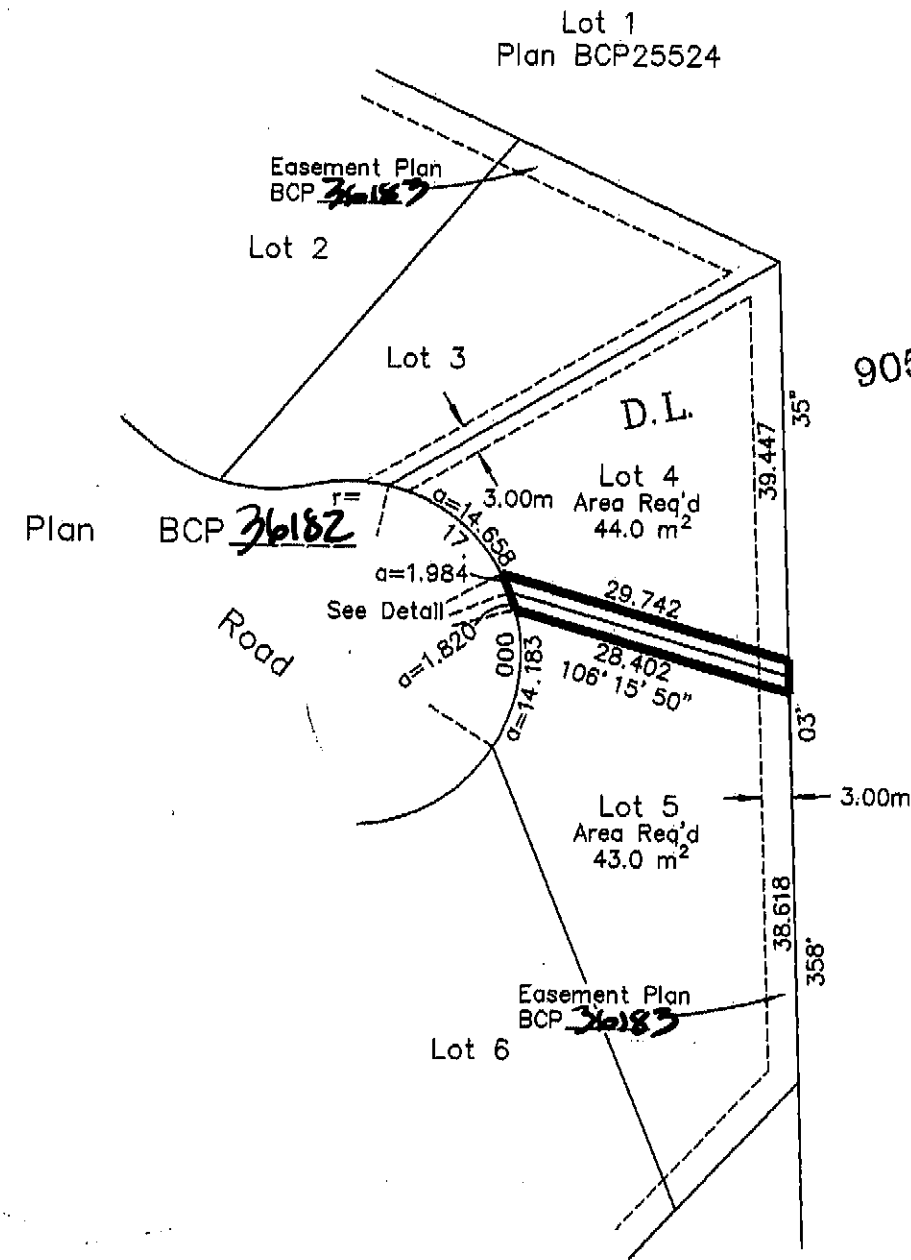 Lot 1
Plan BCP25524
Easement Plan
BCP 36183
Lot 2
Lot 3
905
D.L.
35"
39.447
Lot 4
Area Req'd
44.0 m²
3.00m
r=
a=14.658
17.
Plan BCP 36182
a=1.984
See Detail
29.742
Road
a=1.820
000
a=14.183
28.402
106° 15' 50"
03'
3.00m
Lot 5
Area Req'd
43.0 m²
38.618
358°
Easement Plan
BCP 36183
Lot 6